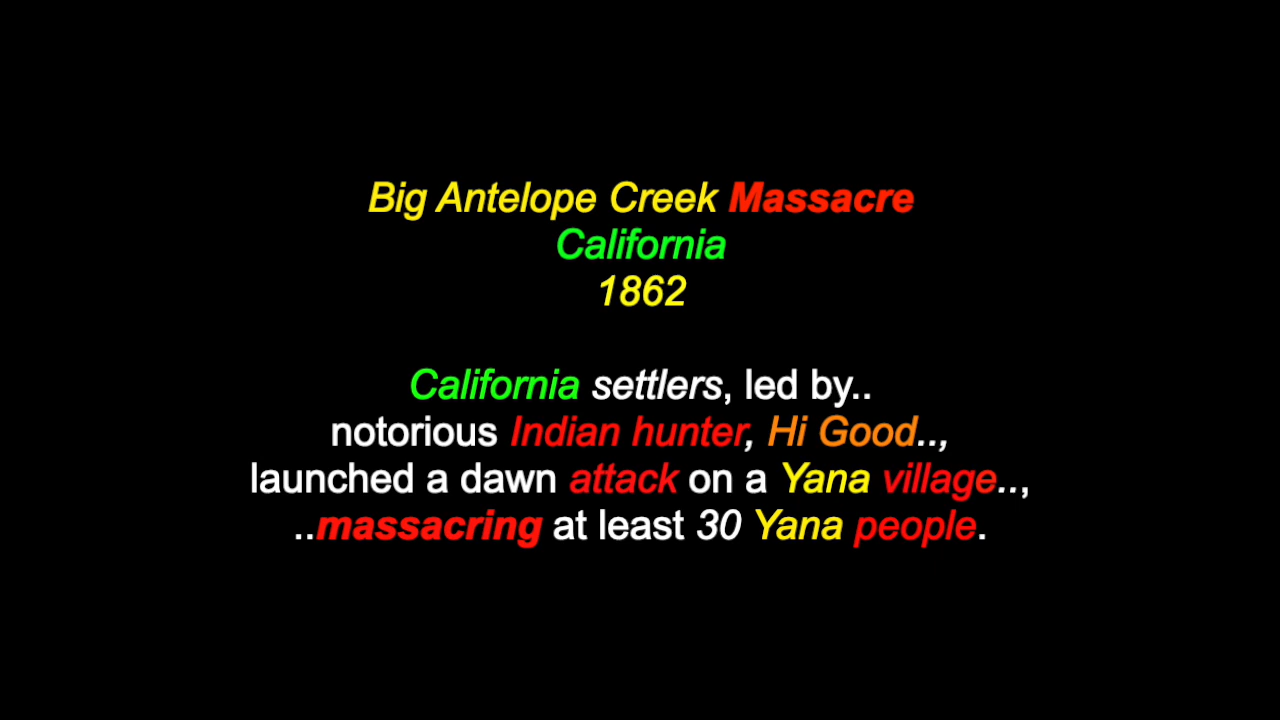 Big Antelope Creek Massacre
California
1862
California settlers, led by..
notorious Indian hunter, Hi Good..,
launched a dawn attack on a Yana village..,
..massacring at least 30 Yana people.